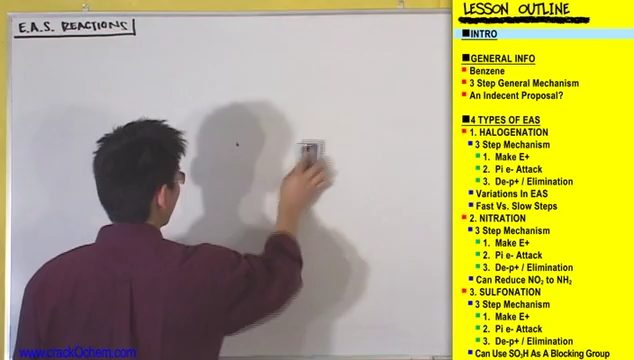 E.A.S. REACTIONS
LESSON OUTLINE
INTRO
GENERAL INFO
Benzene
3 Step General Mechanism
An Indecent Proposal?
4 TYPES OF EAS
1. HALOGENATION
3 Step Mechanism
1. Make E+
2. Pi e- Attack
3. De-p+ / Elimination
Variations In EAS
Fast Vs. Slow Steps
2. NITRATION
3 Step Mechanism
1. Make E+
2. Pi e- Attack
3. De-p+ / Elimination
Can Reduce NO₂ to NH₂
3. SULFONATION
3 Step Mechanism
1. Make E+
2. Pi e- Attack
3. De-p+ / Elimination
Can Use SO₃H As A Blocking Group
www.crackOchem.com